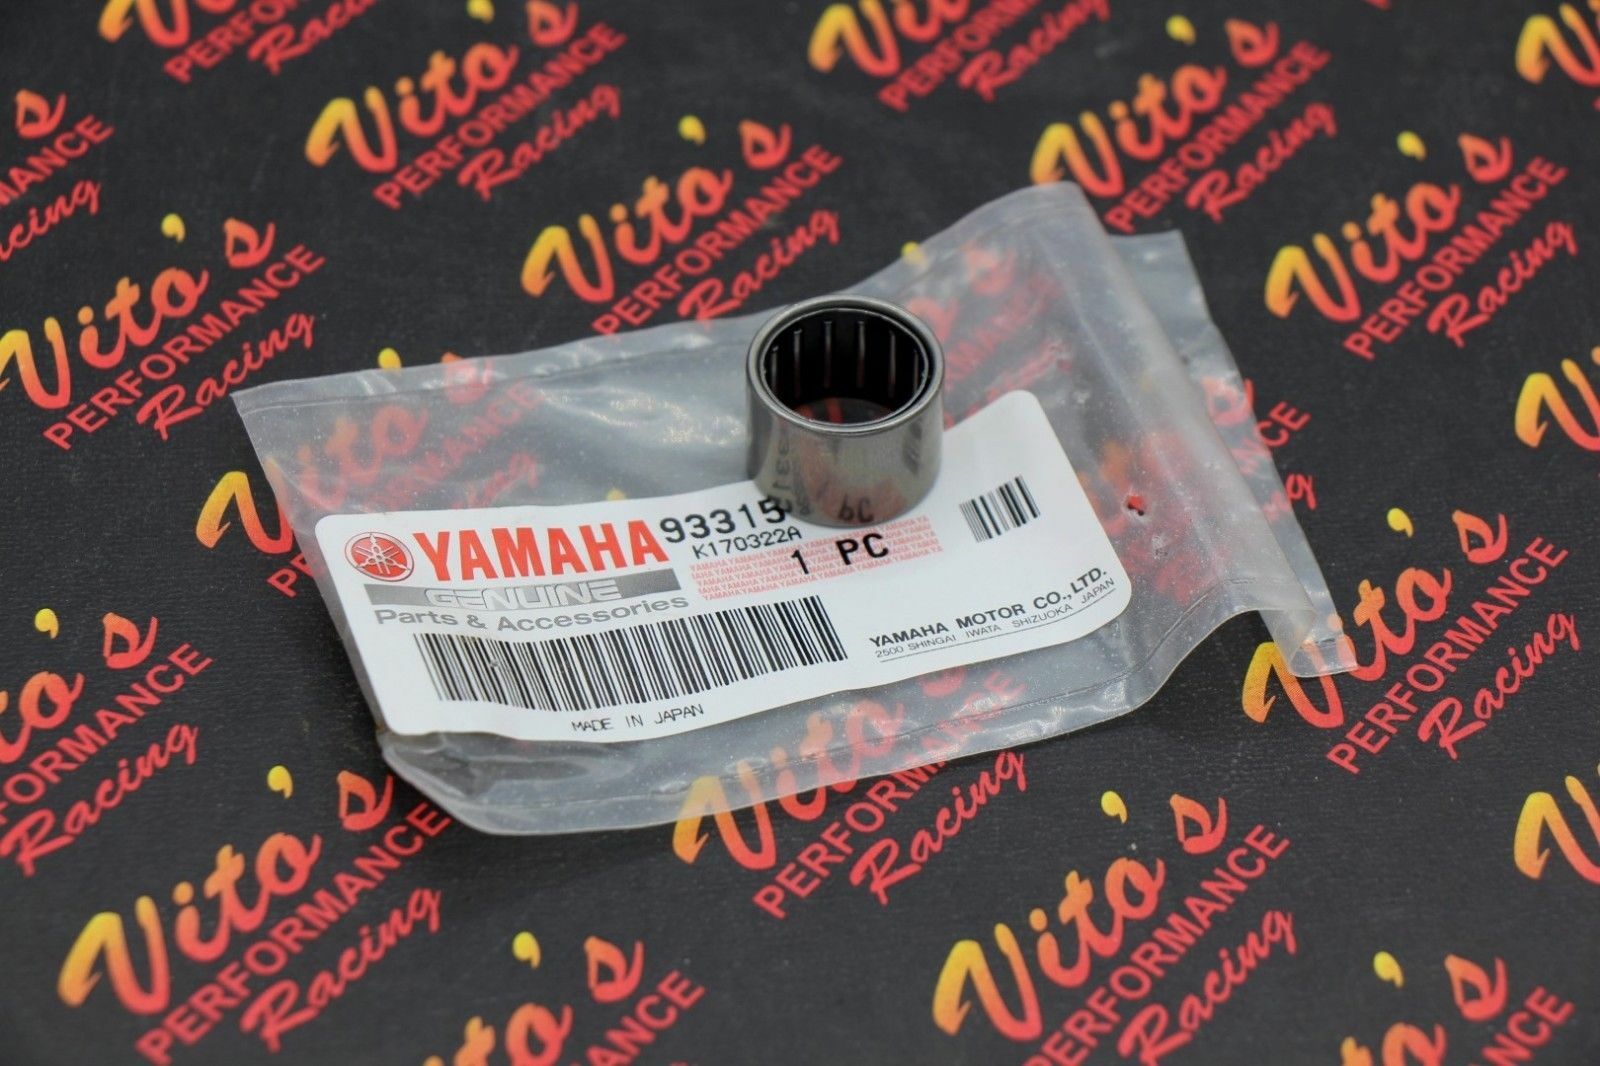 Vito's
PERFORMANCE
Racing
YAMAHA
GENUINE
Parts & Accessories
93315
K170322A
1 PC
YAMAHA MOTOR CO., LTD.
2500 SHINGAI IWATA SHIZUOKA JAPAN
MADE IN JAPAN